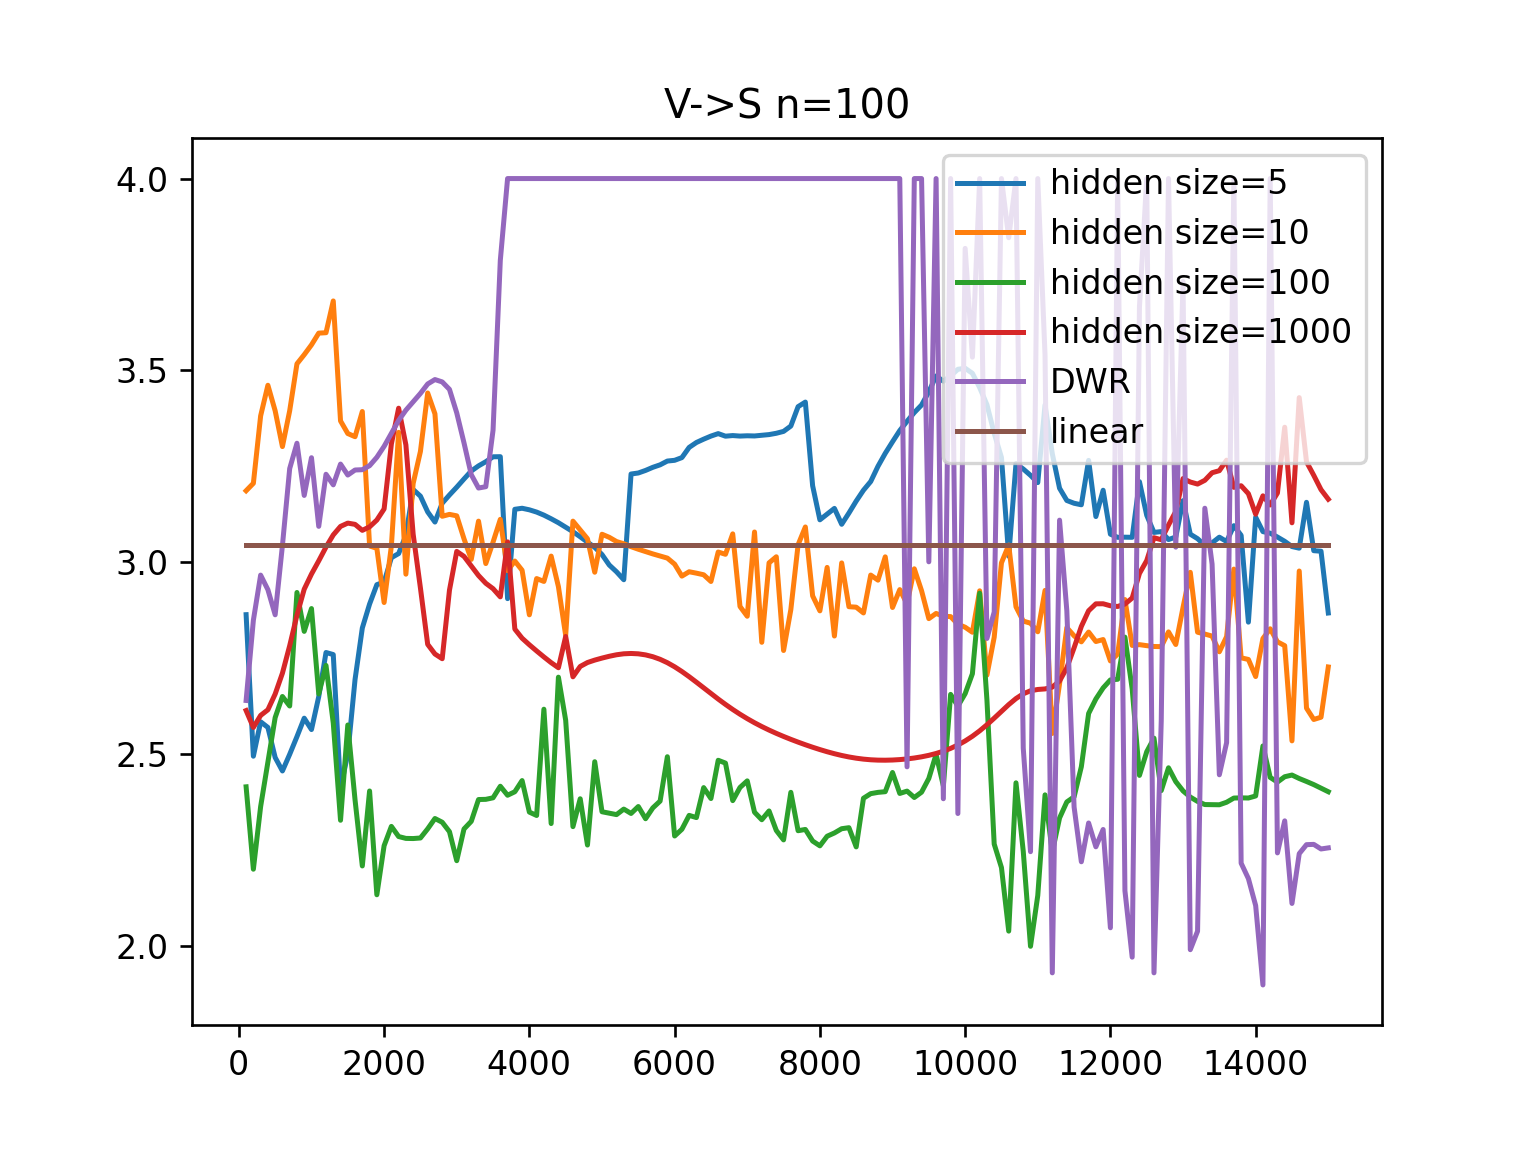 V->S n=100
4.0
3.5
3.0
2.5
2.0
hidden size=5
hidden size=10
hidden size=100
hidden size=1000
DWR
linear
0 2000 4000 6000 8000 10000 12000 14000